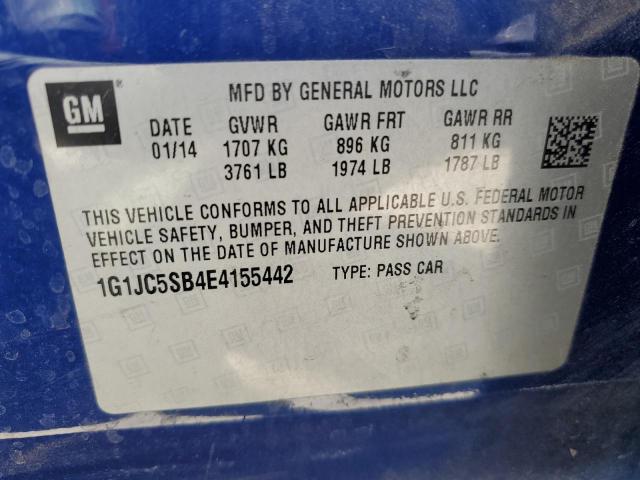 GM ®
MFD BY GENERAL MOTORS LLC
DATE GVWR GAWR FRT GAWR RR
01/14 1707 KG 896 KG 811 KG
3761 LB 1974 LB 1787 LB
THIS VEHICLE CONFORMS TO ALL APPLICABLE U.S. FEDERAL MOTOR
VEHICLE SAFETY, BUMPER, AND THEFT PREVENTION STANDARDS IN
EFFECT ON THE DATE OF MANUFACTURE SHOWN ABOVE.
1G1JC5SB4E4155442 TYPE: PASS CAR